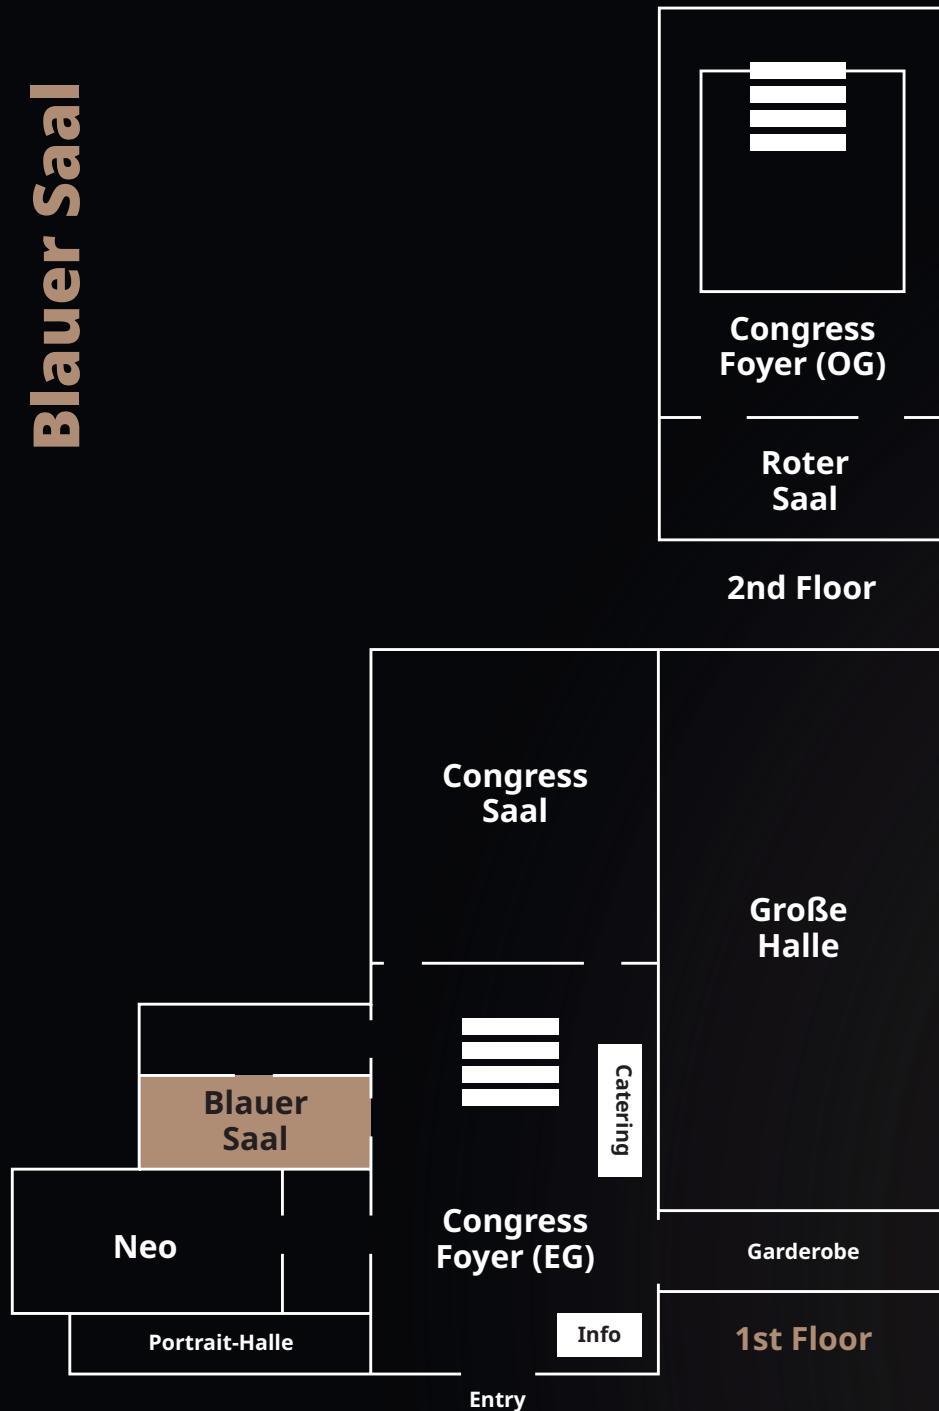 Blauer Saal
Congress
Foyer (OG)
Roter
Saal
2nd Floor
Congress
Saal
Große
Halle
Catering
Blauer
Saal
Neo
Congress
Foyer (EG)
Garderobe
Portrait-Halle
Info
1st Floor
Entry